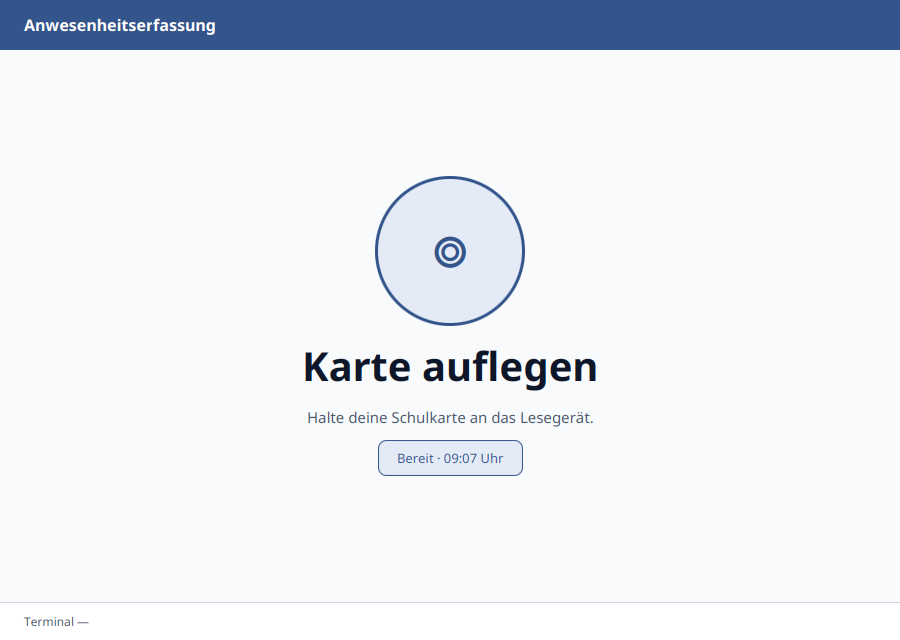 Anwesenheitserfassung
Karte auflegen
Halte deine Schulkarte an das Lesegerät.
Bereit · 09:07 Uhr
Terminal —